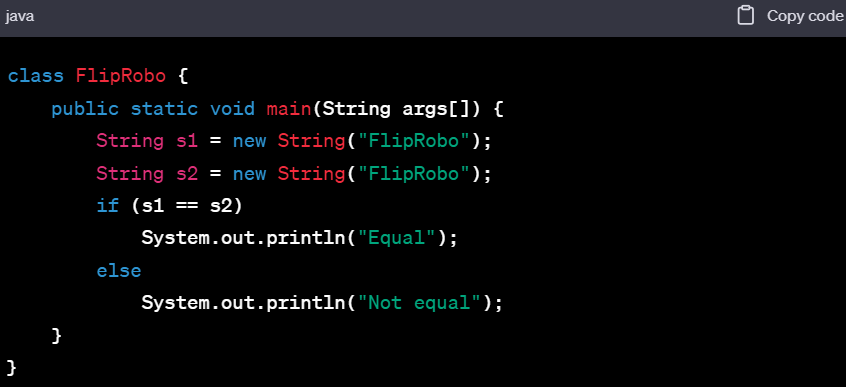 java Copy code
class FlipRobo {
    public static void main(String args[]) {
        String s1 = new String("FlipRobo");
        String s2 = new String("FlipRobo");
        if (s1 == s2)
            System.out.println("Equal");
        else
            System.out.println("Not equal");
    }
}